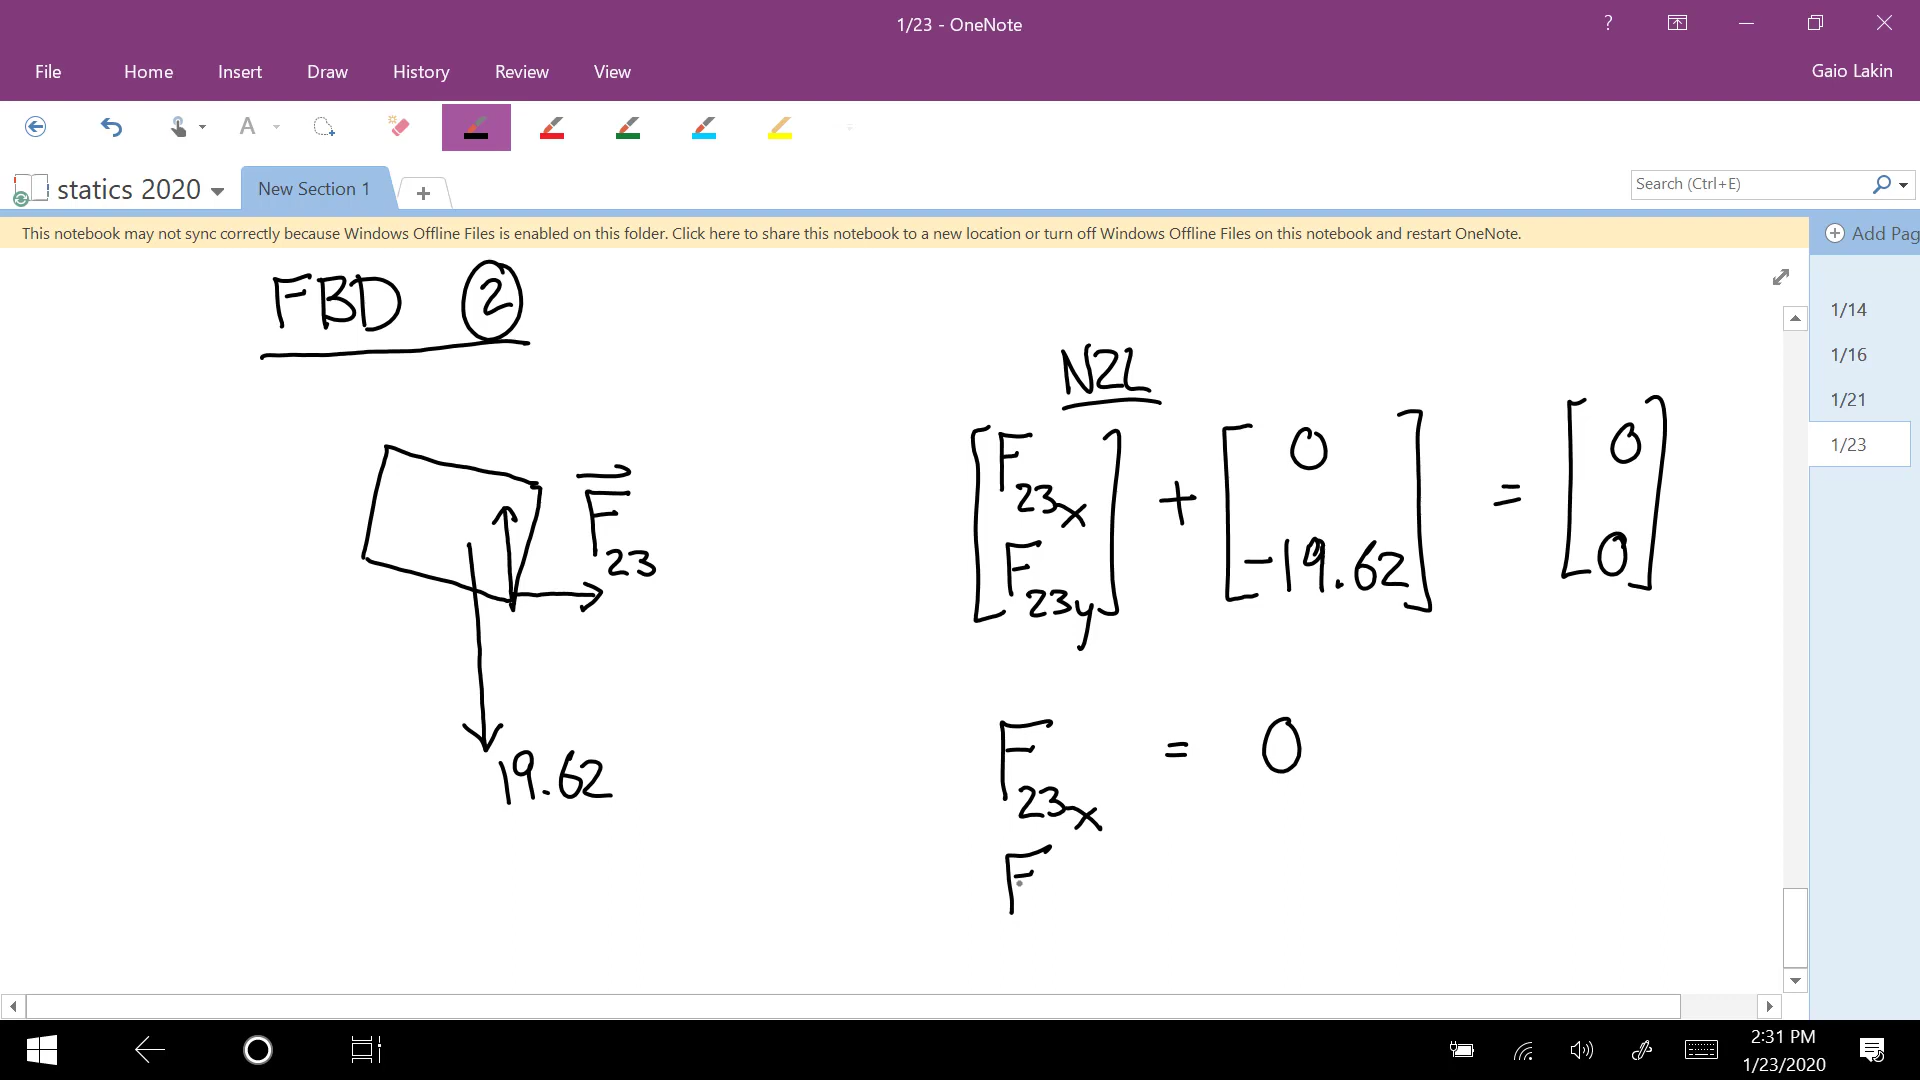 1/23 - OneNote
?
File Home Insert Draw History Review View
Gaio Lakin
A
statics 2020
New Section 1
+
Search (Ctrl+E)
This notebook may not sync correctly because Windows Offline Files is enabled on this folder. Click here to share this notebook to a new location or turn off Windows Offline Files on this notebook and restart OneNote.
Add Pag
1/14
1/16
1/21
1/23
FBD ②
F 23
19.62
N2L
[F 23x F 23y] + [0 -19.62] = [0 0]
F 23x = 0
F
2:31 PM
1/23/2020